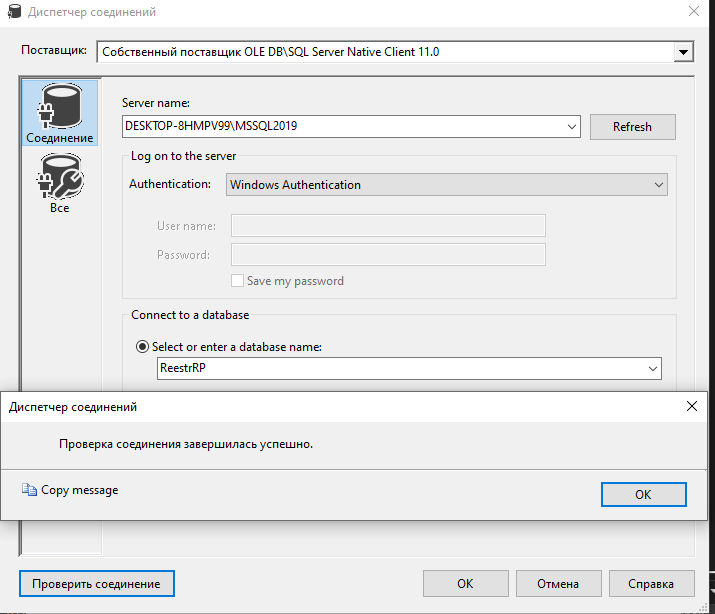 Диспетчер соединений
Поставщик: Собственный поставщик OLE DB\SQL Server Native Client 11.0
Соединение
Все
Server name:
DESKTOP-8HMPV99\MSSQL2019
Refresh
Log on to the server
Authentication: Windows Authentication
User name:
Password:
Save my password
Connect to a database
Select or enter a database name:
ReestrRP
Диспетчер соединений
Проверка соединения завершилась успешно.
Copy message
OK
Проверить соединение
OK
Отмена
Справка